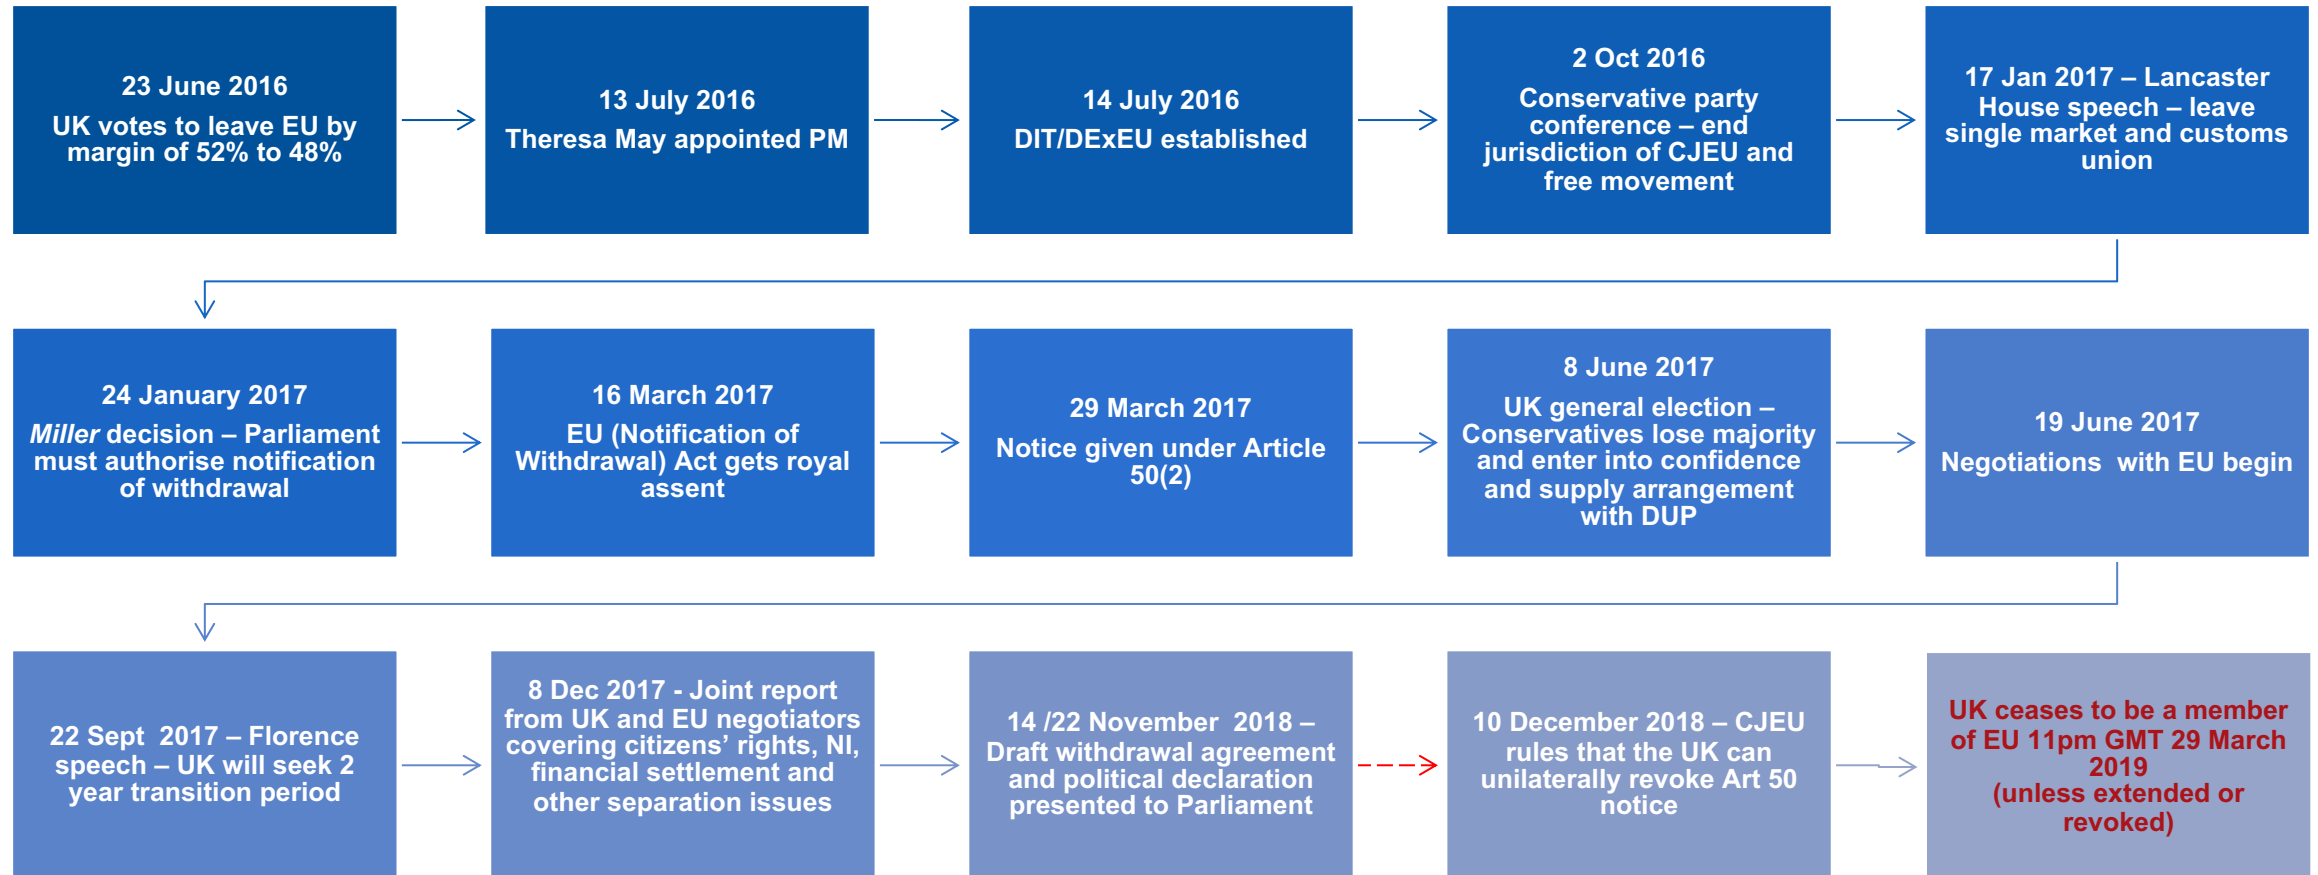 23 June 2016
UK votes to leave EU by
margin of 52% to 48%
13 July 2016
Theresa May appointed PM
14 July 2016
DIT/DExEU established
2 Oct 2016
Conservative party
conference – end
jurisdiction of CJEU and
free movement
17 Jan 2017 – Lancaster
House speech – leave
single market and customs
union
24 January 2017
Miller decision – Parliament
must authorise notification
of withdrawal
16 March 2017
EU (Notification of
Withdrawal) Act gets royal
assent
29 March 2017
Notice given under Article
50(2)
8 June 2017
UK general election –
Conservatives lose majority
and enter into confidence
and supply arrangement
with DUP
19 June 2017
Negotiations  with EU begin
22 Sept  2017 – Florence
speech – UK will seek 2
year transition period
8 Dec 2017 - Joint report
from UK and EU negotiators
covering citizens’ rights, NI,
financial settlement and
other separation issues
14 /22 November  2018 –
Draft withdrawal agreement
and political declaration
presented to Parliament
10 December 2018 – CJEU
rules that the UK can
unilaterally revoke Art 50
notice
UK ceases to be a member
of EU 11pm GMT 29 March
2019
(unless extended or
revoked)